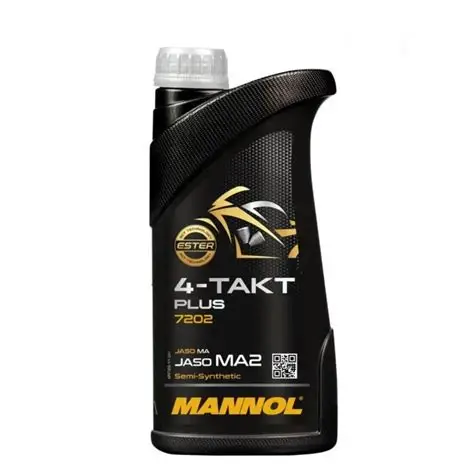 ESTER
4-TAKT
PLUS
7202
JASO MA
JASO MA2
Semi-Synthetic
MANNOL